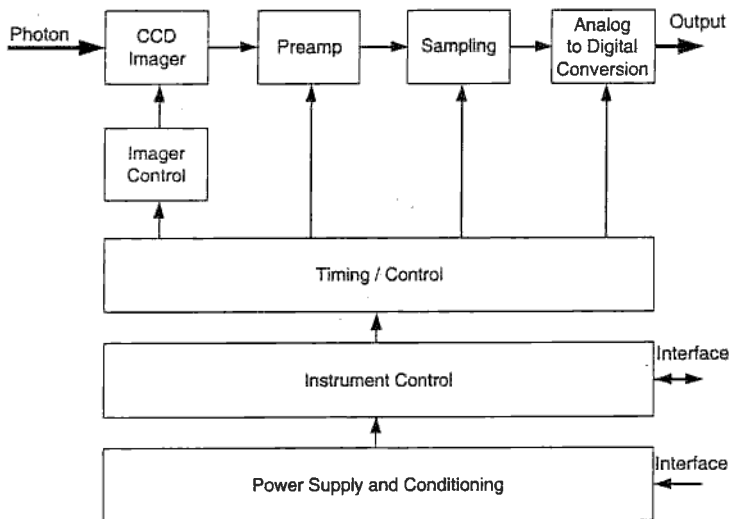 Photon
CCD
Imager
Preamp
Sampling
Analog
to Digital
Conversion
Output
Imager
Control
Timing / Control
Instrument Control
Interface
Power Supply and Conditioning
Interface